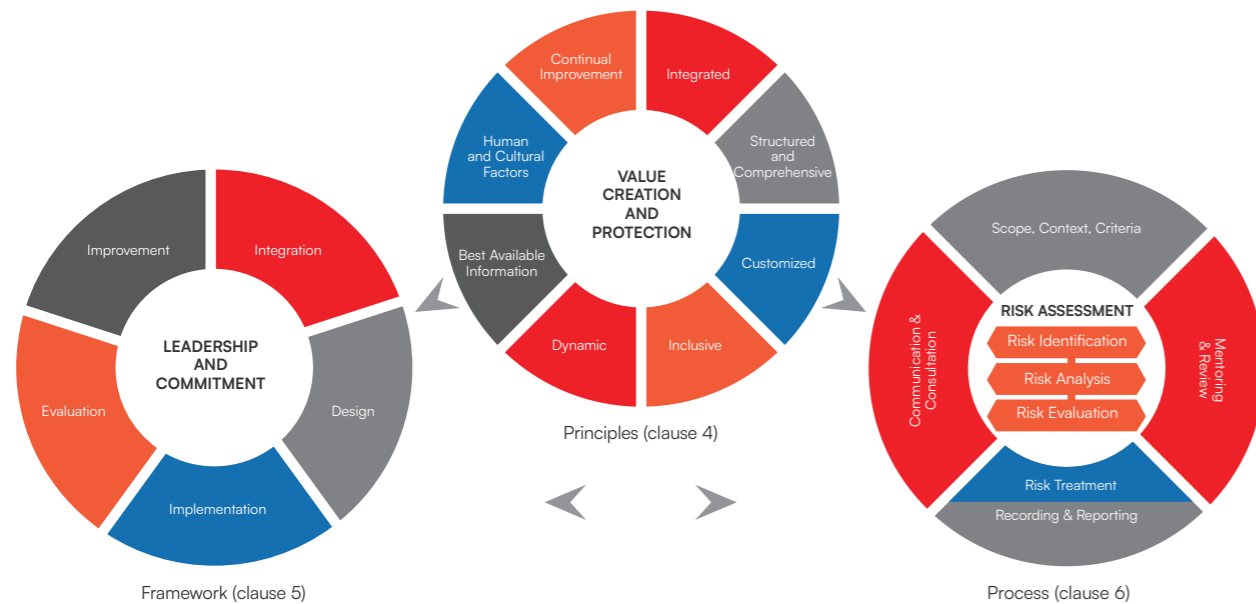 Continual
Improvement
Integrated
Structured
and
Comprehensive
Customized
Inclusive
Dynamic
Best Available
Information
Human
and Cultural
Factors
VALUE
CREATION
AND
PROTECTION
Principles (clause 4)
Improvement
Integration
Design
Implementation
Evaluation
LEADERSHIP
AND
COMMITMENT
Framework (clause 5)
Scope, Context, Criteria
Communication &
Consultation
RISK ASSESSMENT
Risk Identification
Risk Analysis
Risk Evaluation
Mentoring
& Review
Risk Treatment
Recording & Reporting
Process (clause 6)